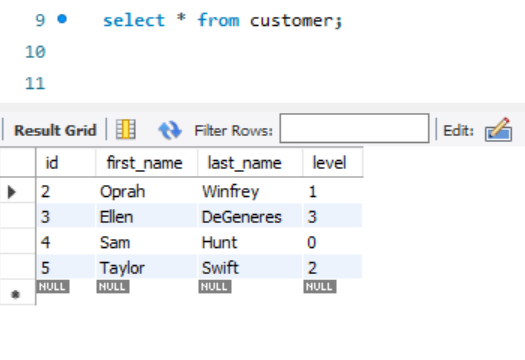 9 select * from customer;
10
11
Result Grid Filter Rows: Edit:
id first_name last_name level
2 Oprah Winfrey 1
3 Ellen DeGeneres 3
4 Sam Hunt 0
5 Taylor Swift 2
NULL NULL NULL NULL